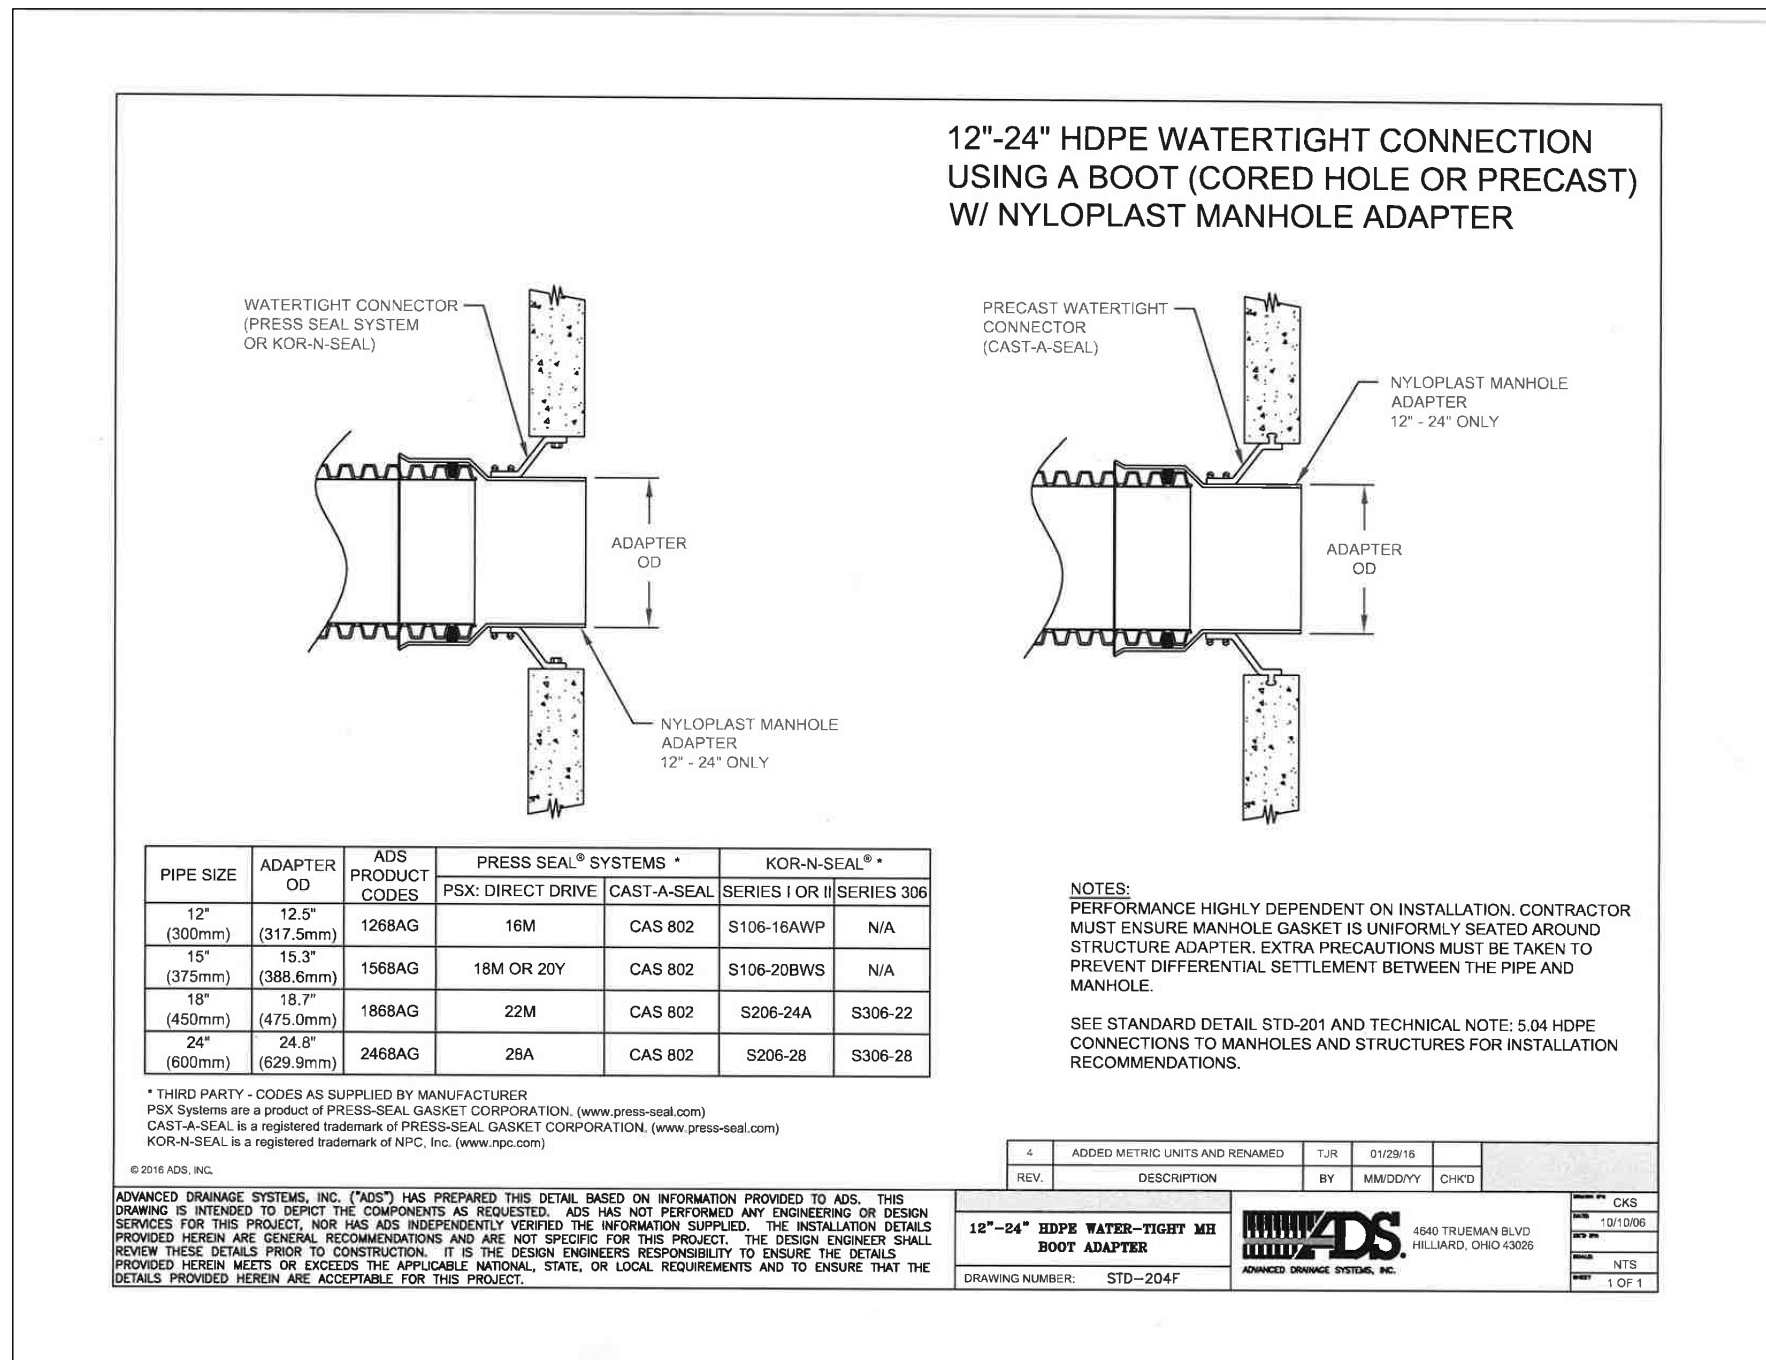 12"-24" HDPE WATERTIGHT CONNECTION
USING A BOOT (CORED HOLE OR PRECAST)
W/ NYLOPLAST MANHOLE ADAPTER
WATERTIGHT CONNECTOR
(PRESS SEAL SYSTEM
OR KOR-N-SEAL)
ADAPTER
OD
NYLOPLAST MANHOLE
ADAPTER
12" - 24" ONLY
PRECAST WATERTIGHT
CONNECTOR
(CAST-A-SEAL)
NYLOPLAST MANHOLE
ADAPTER
12" - 24" ONLY
ADAPTER
OD
PIPE SIZE ADAPTER OD ADS PRODUCT CODES PRESS SEAL® SYSTEMS * KOR-N-SEAL® *
PSX: DIRECT DRIVE CAST-A-SEAL SERIES I OR II SERIES 306
12" (300mm) 12.5" (317.5mm) 1268AG 16M CAS 802 S106-16AWP N/A
15" (375mm) 15.3" (388.6mm) 1568AG 18M OR 20Y CAS 802 S106-20BWS N/A
18" (450mm) 18.7" (475.0mm) 1868AG 22M CAS 802 S206-24A S306-22
24" (600mm) 24.8" (629.9mm) 2468AG 28A CAS 802 S206-28 S306-28
* THIRD PARTY - CODES AS SUPPLIED BY MANUFACTURER
PSX Systems are a product of PRESS-SEAL GASKET CORPORATION. (www.press-seal.com)
CAST-A-SEAL is a registered trademark of PRESS-SEAL GASKET CORPORATION. (www.press-seal.com)
KOR-N-SEAL is a registered trademark of NPC, Inc. (www.npc.com)
© 2016 ADS, INC.
NOTES:
PERFORMANCE HIGHLY DEPENDENT ON INSTALLATION. CONTRACTOR
MUST ENSURE MANHOLE GASKET IS UNIFORMLY SEATED AROUND
STRUCTURE ADAPTER. EXTRA PRECAUTIONS MUST BE TAKEN TO
PREVENT DIFFERENTIAL SETTLEMENT BETWEEN THE PIPE AND
MANHOLE.
SEE STANDARD DETAIL STD-201 AND TECHNICAL NOTE: 5.04 HDPE
CONNECTIONS TO MANHOLES AND STRUCTURES FOR INSTALLATION
RECOMMENDATIONS.
4 ADDED METRIC UNITS AND RENAMED TJR 01/29/16
REV. DESCRIPTION BY MM/DD/YY CHK'D
ADVANCED DRAINAGE SYSTEMS, INC. ("ADS") HAS PREPARED THIS DETAIL BASED ON INFORMATION PROVIDED TO ADS. THIS
DRAWING IS INTENDED TO DEPICT THE COMPONENTS AS REQUESTED. ADS HAS NOT PERFORMED ANY ENGINEERING OR DESIGN
SERVICES FOR THIS PROJECT, NOR HAS ADS INDEPENDENTLY VERIFIED THE INFORMATION SUPPLIED. THE INSTALLATION DETAILS
PROVIDED HEREIN ARE GENERAL RECOMMENDATIONS AND ARE NOT SPECIFIC FOR THIS PROJECT. THE DESIGN ENGINEER SHALL
REVIEW THESE DETAILS PRIOR TO CONSTRUCTION. IT IS THE DESIGN ENGINEERS RESPONSIBILITY TO ENSURE THE DETAILS
PROVIDED HEREIN MEETS OR EXCEEDS THE APPLICABLE NATIONAL, STATE, OR LOCAL REQUIREMENTS AND TO ENSURE THAT THE
DETAILS PROVIDED HEREIN ARE ACCEPTABLE FOR THIS PROJECT.
12"-24" HDPE WATER-TIGHT MH
BOOT ADAPTER
DRAWING NUMBER: STD-204F
ADS.
ADVANCED DRAINAGE SYSTEMS, INC.
4640 TRUEMAN BLVD
HILLIARD, OHIO 43026
CKS
10/10/06
NTS
1 OF 1